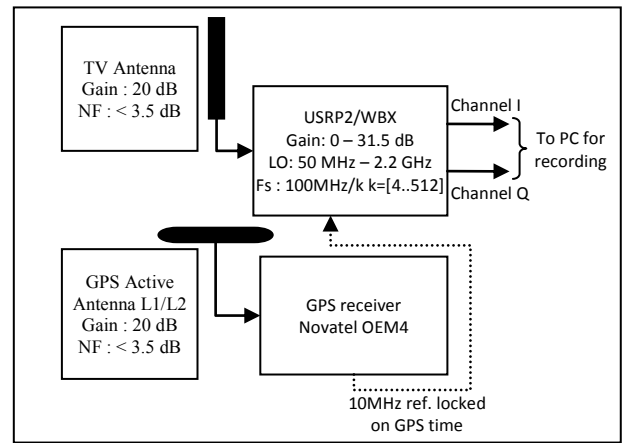 TV Antenna
Gain : 20 dB
NF : < 3.5 dB
USRP2/WBX
Gain: 0 – 31.5 dB
LO: 50 MHz – 2.2 GHz
Fs : 100MHz/k k=[4..512]
Channel I
To PC for
recording
Channel Q
GPS Active
Antenna L1/L2
Gain : 20 dB
NF : < 3.5 dB
GPS receiver
Novatel OEM4
10MHz ref. locked
on GPS time